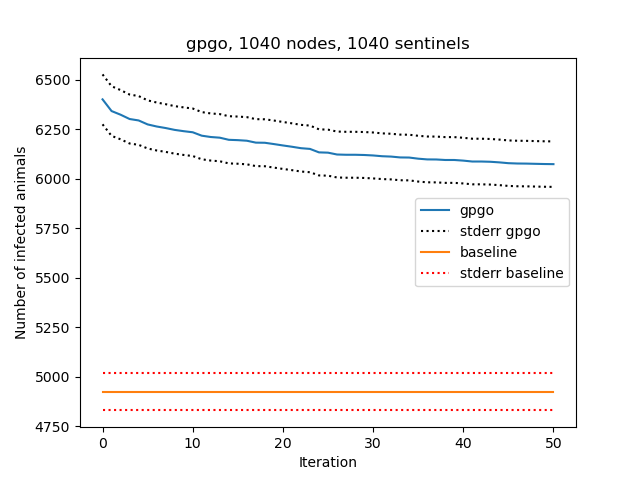 gpgo, 1040 nodes, 1040 sentinels
6500
6250
6000
5750
5500
5250
5000
4750
Number of infected animals
gpgo
stderr gpgo
baseline
stderr baseline
0
10
20
30
40
50
Iteration